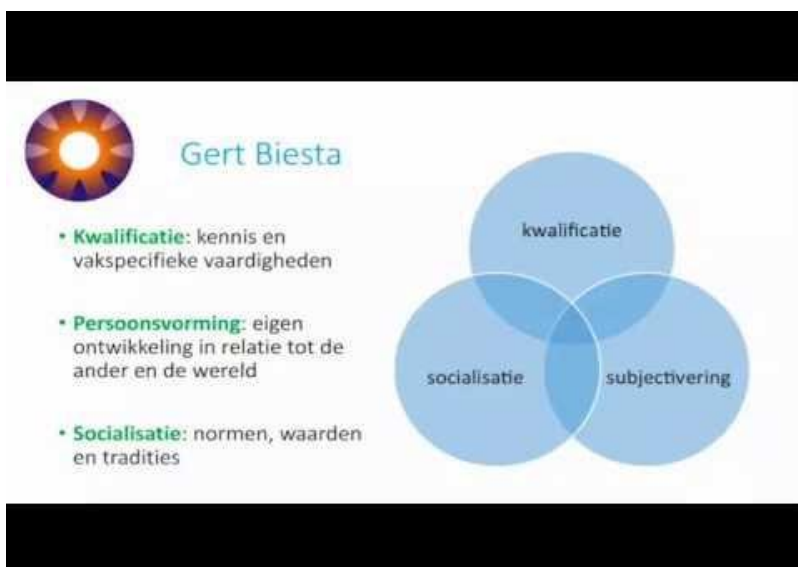 Gert Biesta
• Kwalificatie: kennis en
vakspecifieke vaardigheden
• Persoonsvorming: eigen
ontwikkeling in relatie tot de
ander en de wereld
• Socialisatie: normen, waarden
en tradities
kwalificatie
socialisatie
subjectivering